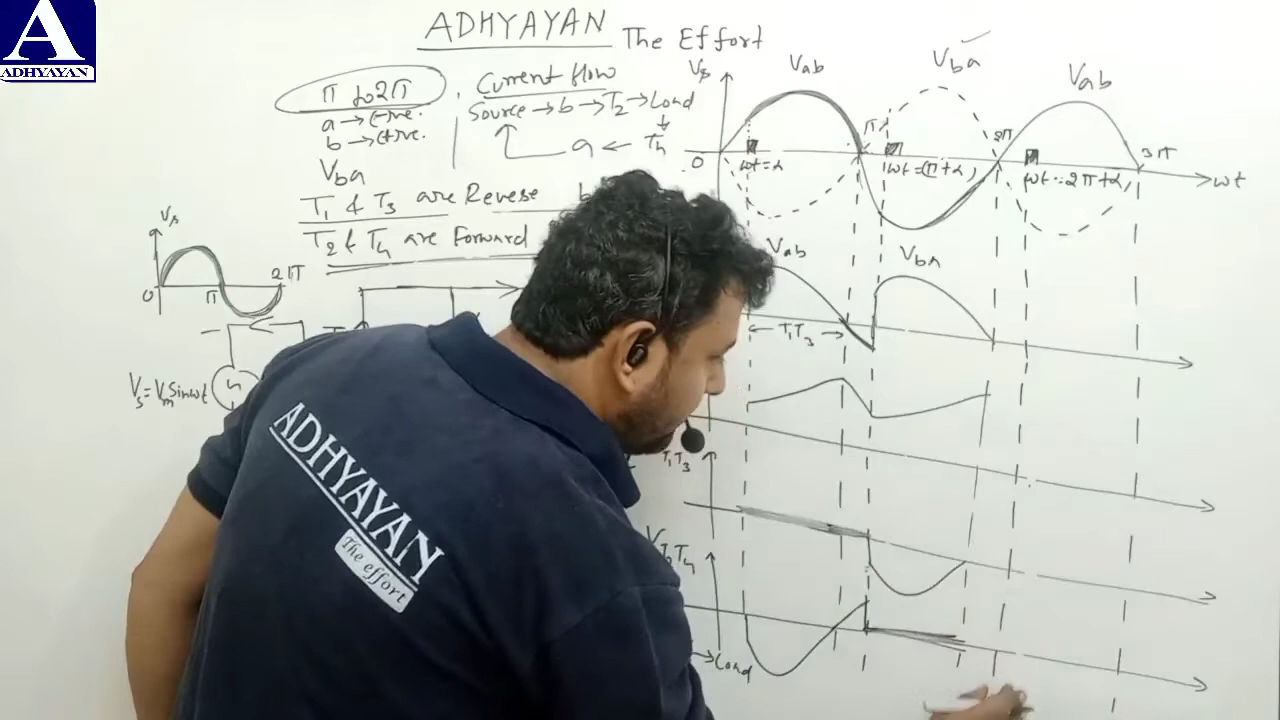 A
ADHYAYAN
ADHYAYAN The Effort
π to 2π
a → (-)ve.
b → (+)ve.
Vba
Current flow
Source → b → T2 → Load
a ← T4
T1 & T3 are Reverse b
T2 & T4 are Forward
Vs
0 π 2π
Vs = Vm Sinωt
Vs Vab Vba Vab
0 π 2π 3π ωt
ωt = α ωt = (π + α) ωt = 2π + α
Vab Vba
T1T3
T1T3
VT2T4
→ Load
ADHYAYAN
The effort